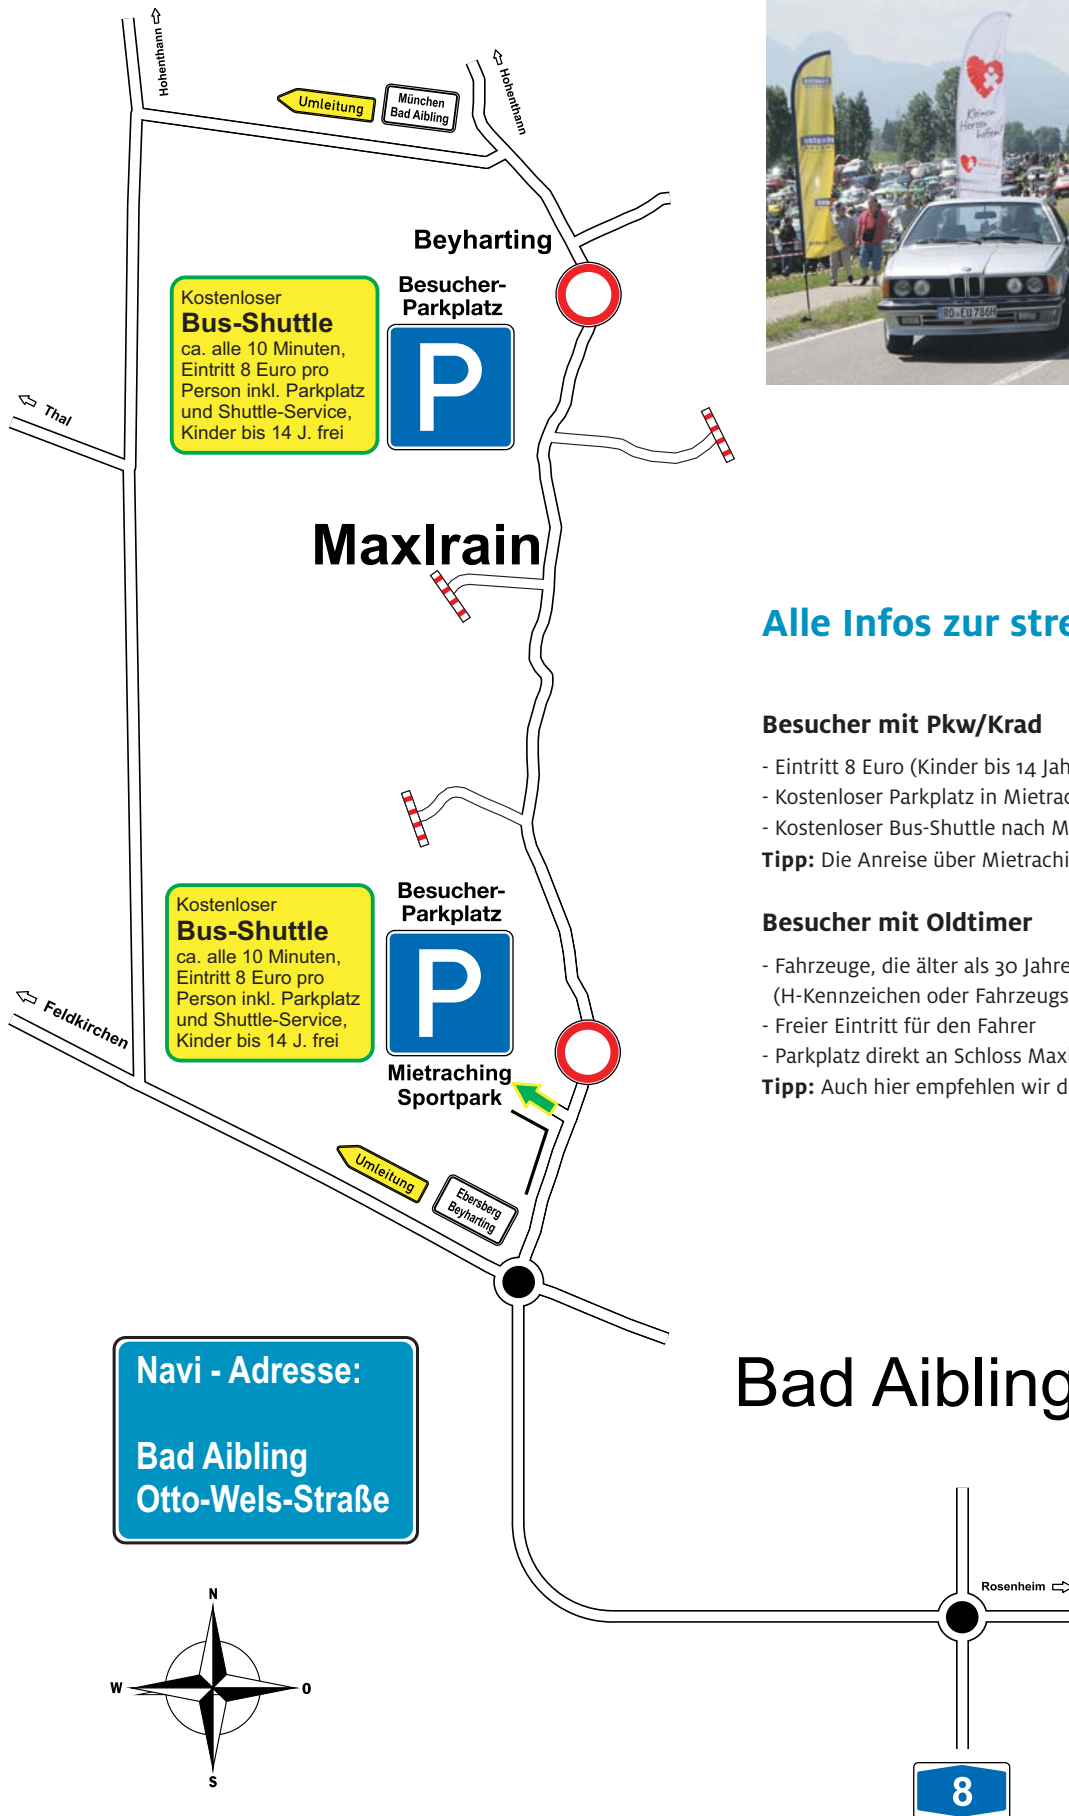 Hohenthann
Hohenthann
Umleitung
München
Bad Aibling
Kleinen
Herzen
helfen!
RO-EU786H
Beyharting
Besucher-
Parkplatz
P
Kostenloser
Bus-Shuttle
ca. alle 10 Minuten,
Eintritt 8 Euro pro
Person inkl. Parkplatz
und Shuttle-Service,
Kinder bis 14 J. frei
Thal
Maxlrain
Alle Infos zur stre
Besucher mit Pkw/Krad
- Eintritt 8 Euro (Kinder bis 14 Jah
- Kostenloser Parkplatz in Mietrac
- Kostenloser Bus-Shuttle nach M
Tipp: Die Anreise über Mietrachi
Besucher mit Oldtimer
- Fahrzeuge, die älter als 30 Jahre
(H-Kennzeichen oder Fahrzeugs
- Freier Eintritt für den Fahrer
- Parkplatz direkt an Schloss Max
Tipp: Auch hier empfehlen wir d
Besucher-
Parkplatz
P
Kostenloser
Bus-Shuttle
ca. alle 10 Minuten,
Eintritt 8 Euro pro
Person inkl. Parkplatz
und Shuttle-Service,
Kinder bis 14 J. frei
Mietraching
Sportpark
Feldkirchen
Umleitung
Ebersberg
Beyharting
Navi - Adresse:
Bad Aibling
Otto-Wels-Straße
Bad Aibling
Rosenheim
N
W
O
S
8